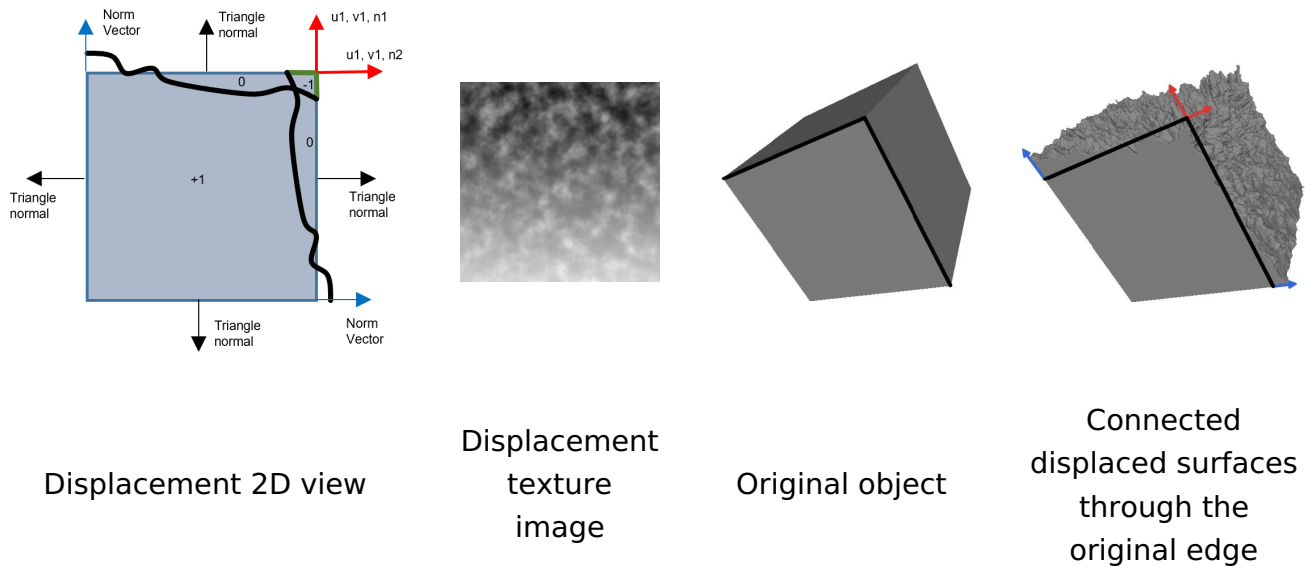 Norm
Vector
Triangle
normal
u1, v1, n1
u1, v1, n2
0
-1
0
+1
Triangle
normal
Triangle
normal
Triangle
normal
Norm
Vector
Displacement 2D view
Displacement
texture
image
Original object
Connected
displaced surfaces
through the
original edge